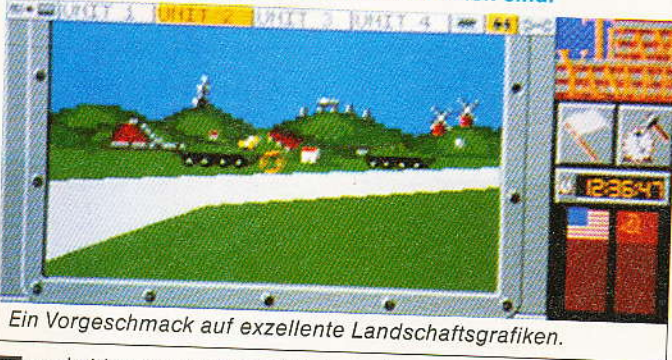 UNIT 1 UNIT 2 UNIT 3 UNIT 4
12:36:47
Ein Vorgeschmack auf exzellente Landschaftsgrafiken.